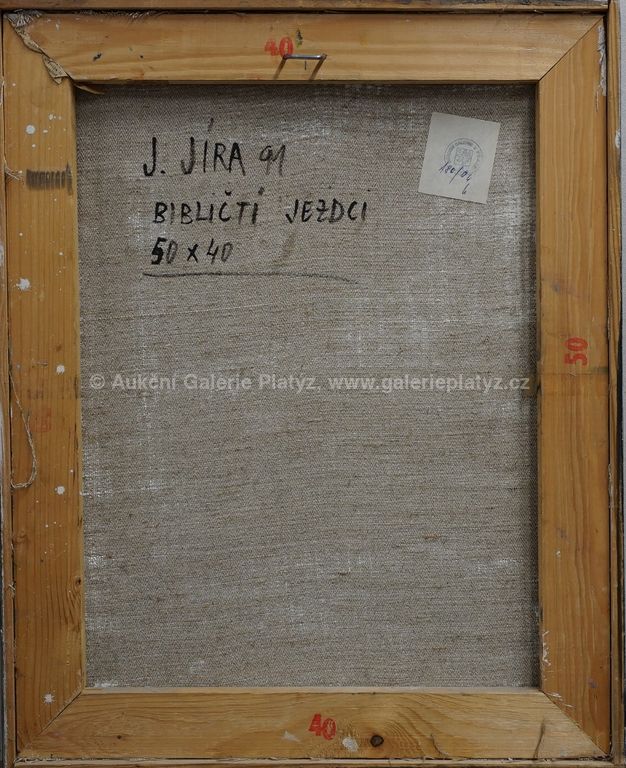 40
J. JÍRA 91
BIBLIČTÍ JEZDCI
50 x 40
50
© Aukční Galerie Platýz, www.galerieplatyz.cz
40